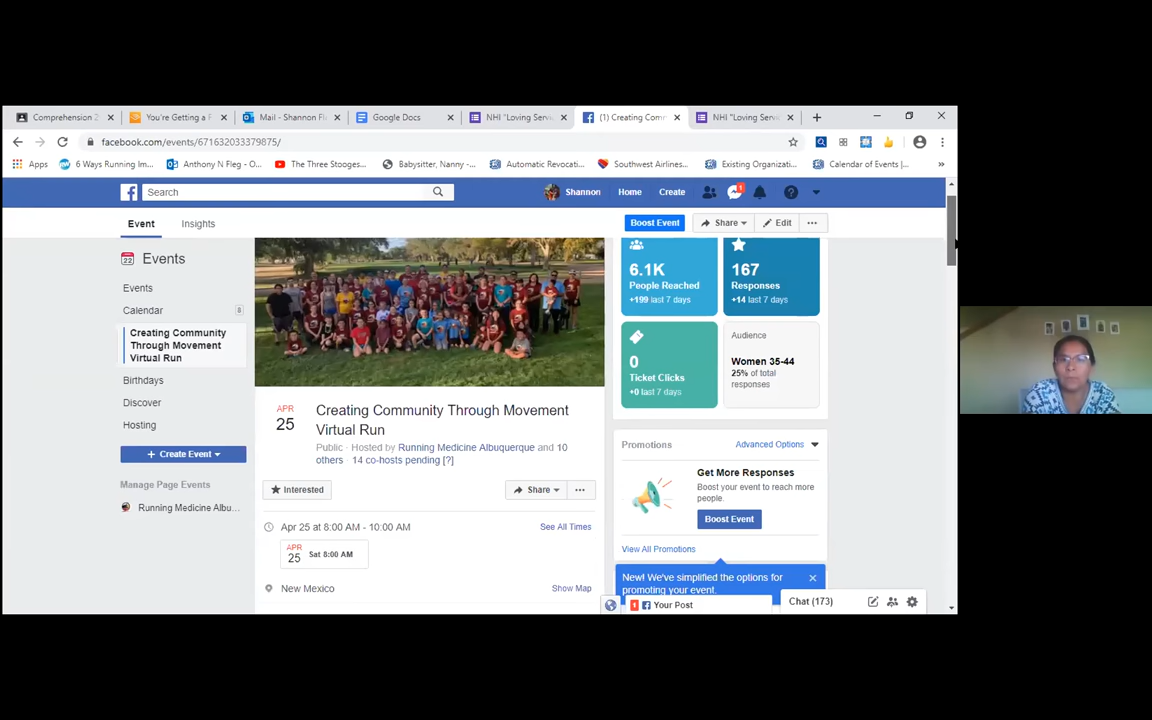 Comprehension 2
You're Getting a F
Mail - Shannon Fl
Google Docs
NHI "Loving Servi
(1) Creating Comm
NHI "Loving Servi
facebook.com/events/671632033379875/
Apps
6 Ways Running Im...
Anthony N Fleg - O...
The Three Stooges...
Babysitter, Nanny -...
Automatic Revocati...
Southwest Airlines...
Existing Organizati...
Calendar of Events |...
»
Search
Shannon
Home
Create
1
Event
Insights
Boost Event
Share
Edit
Events
Events
Calendar
8
Creating Community
Through Movement
Virtual Run
Birthdays
Discover
Hosting
+ Create Event
Manage Page Events
Running Medicine Albu...
APR
25
Creating Community Through Movement
Virtual Run
Public · Hosted by Running Medicine Albuquerque and 10
others · 14 co-hosts pending [?]
Interested
Share
Apr 25 at 8:00 AM - 10:00 AM
See All Times
APR
25
Sat 8:00 AM
New Mexico
Show Map
6.1K
People Reached
+199 last 7 days
167
Responses
+14 last 7 days
0
Ticket Clicks
+0 last 7 days
Audience
Women 35-44
25% of total
responses
Promotions
Advanced Options
Get More Responses
Boost your event to reach more
people.
Boost Event
View All Promotions
New! We've simplified the options for
promoting your event.
Your Post
Chat (173)